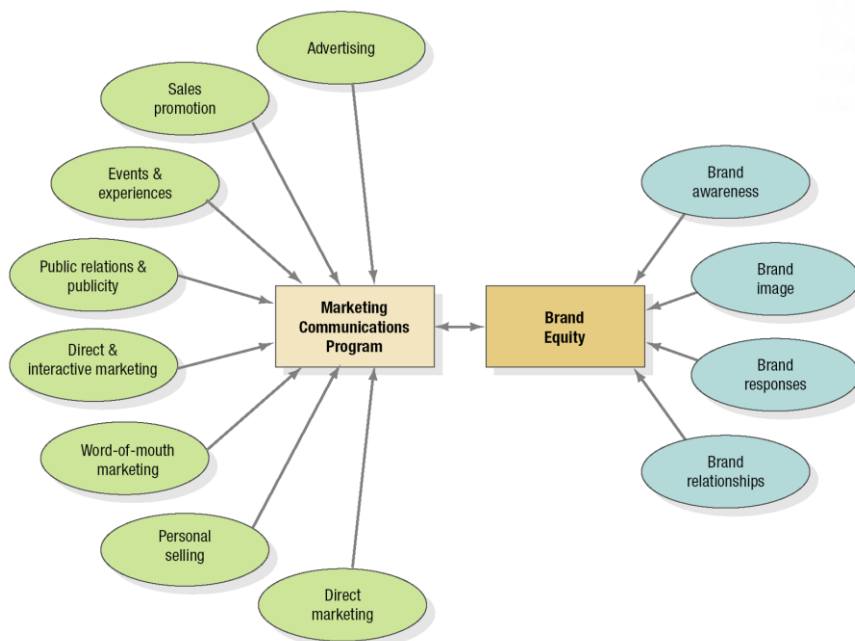 Advertising
Sales
promotion
Events &
experiences
Public relations &
publicity
Direct &
interactive marketing
Word-of-mouth
marketing
Personal
selling
Direct
marketing
Marketing
Communications
Program
Brand
Equity
Brand
awareness
Brand
image
Brand
responses
Brand
relationships